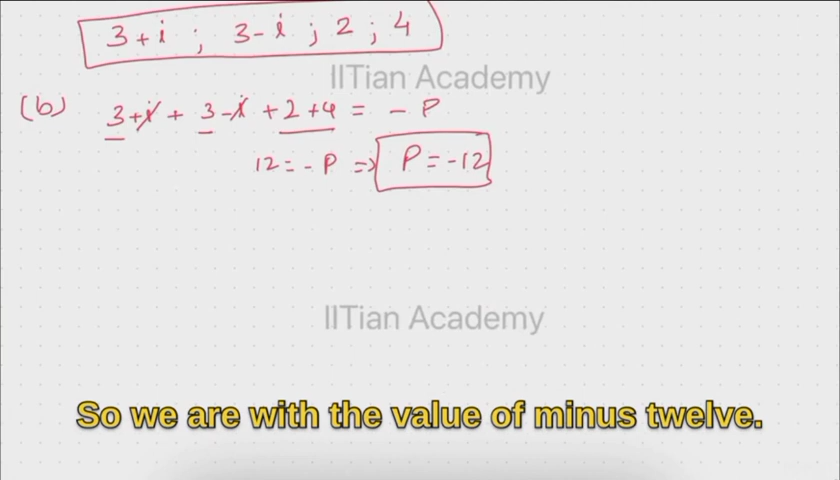 3+i ; 3-i ; 2 ; 4
IITian Academy
(b) 3+i + 3-i + 2+4 = - P
12 = - P => P = -12
IITian Academy
So we are with the value of minus twelve.